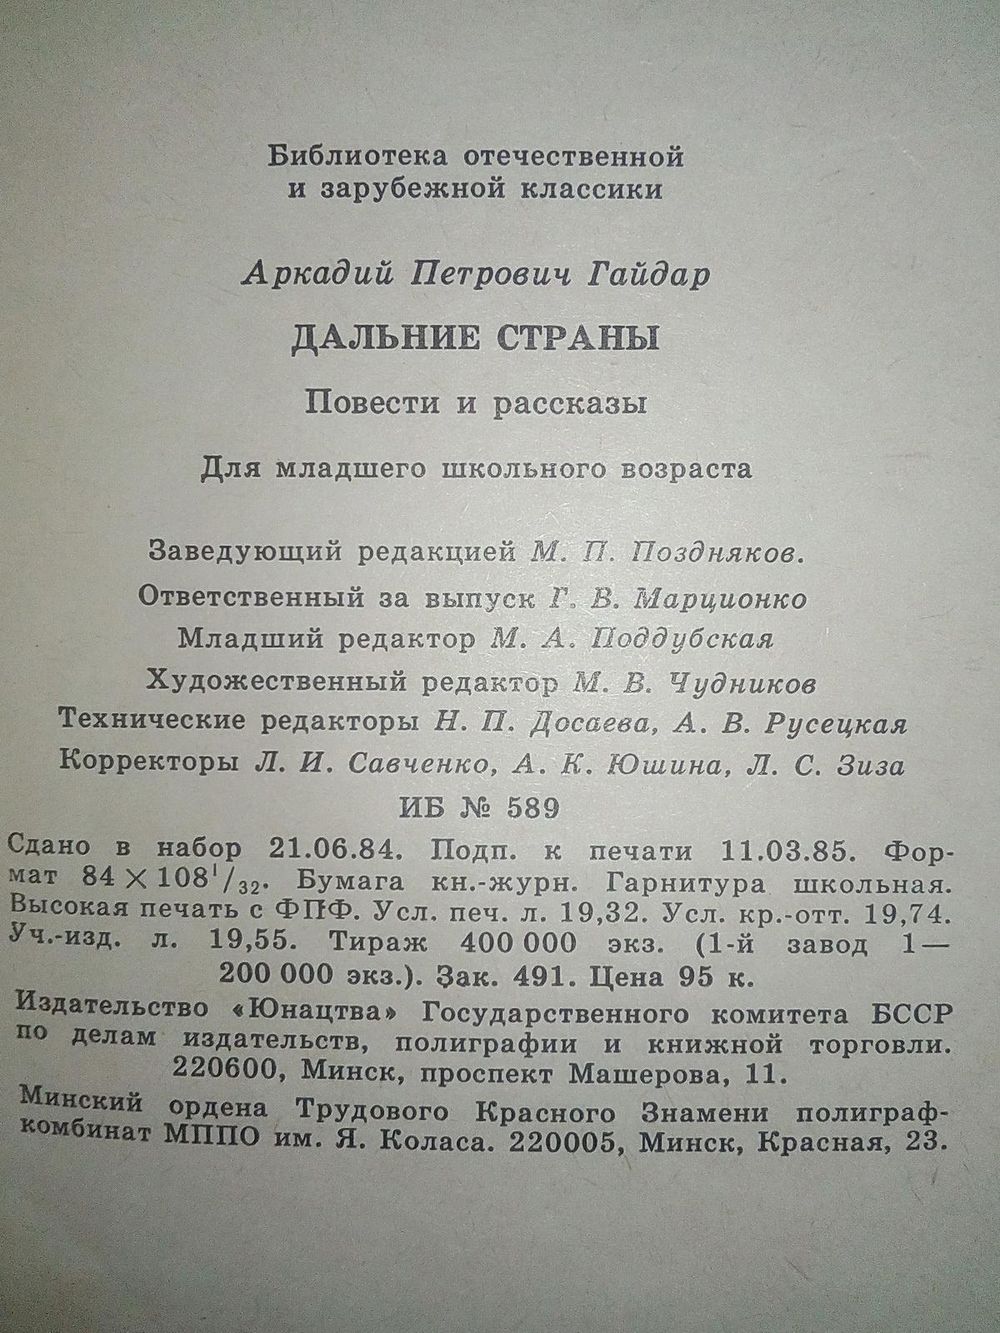 Библиотека отечественной
и зарубежной классики
Аркадий Петрович Гайдар
ДАЛЬНИЕ СТРАНЫ
Повести и рассказы
Для младшего школьного возраста
Заведующий редакцией М. П. Поздняков.
Ответственный за выпуск Г. В. Марционко
Младший редактор М. А. Поддубская
Художественный редактор М. В. Чудников
Технические редакторы Н. П. Досаева, А. В. Русецкая
Корректоры Л. И. Савченко, А. К. Юшина, Л. С. Зиза
ИБ № 589
Сдано в набор 21.06.84. Подп. к печати 11.03.85. Фор-
мат 84×108¹/₃₂. Бумага кн.-журн. Гарнитура школьная.
Высокая печать с ФПФ. Усл. печ. л. 19,32. Усл. кр.-отт. 19,74.
Уч.-изд. л. 19,55. Тираж 400 000 экз. (1-й завод 1—
200 000 экз.). Зак. 491. Цена 95 к.
Издательство «Юнацтва» Государственного комитета БССР
по делам издательств, полиграфии и книжной торговли.
220600, Минск, проспект Машерова, 11.
Минский ордена Трудового Красного Знамени полиграф-
комбинат МППО им. Я. Коласа. 220005, Минск, Красная, 23.